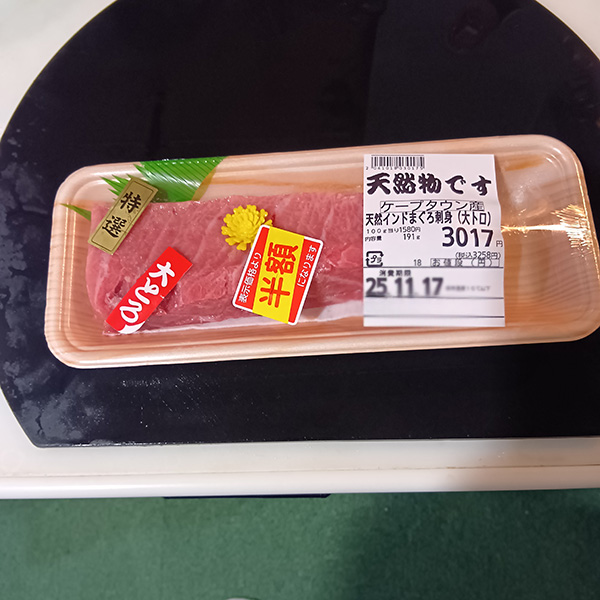 特選
大とろ
表示価格より
半額
になります
2 041019 030173
天然物です
ケープタウン産
天然インドまぐろ刺身(大トロ)
100g当り1580円
内容量 191g
3017円
(税込3258円)
18 お値段(円)
消費期限
25.11.17